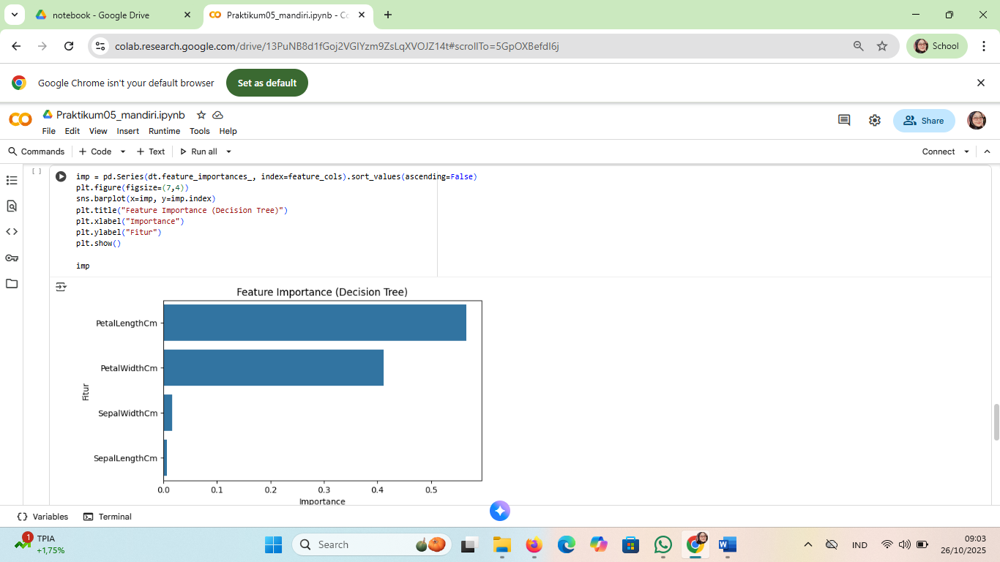 notebook - Google Drive
Praktikum05_mandiri.ipynb - Co
colab.research.google.com/drive/13PuNB8d1fGoj2VGIYzm9ZsLqXVOJZ14t#scrollTo=5GpOXBefdI6j
School
Google Chrome isn't your default browser
Set as default
CO
Praktikum05_mandiri.ipynb
File Edit View Insert Runtime Tools Help
Share
Commands + Code + Text Run all
Connect
[ ]
imp = pd.Series(dt.feature_importances_, index=feature_cols).sort_values(ascending=False)
plt.figure(figsize=(7,4))
sns.barplot(x=imp, y=imp.index)
plt.title("Feature Importance (Decision Tree)")
plt.xlabel("Importance")
plt.ylabel("Fitur")
plt.show()
imp
Feature Importance (Decision Tree)
PetalLengthCm
PetalWidthCm
SepalWidthCm
SepalLengthCm
Fitur
0.0 0.1 0.2 0.3 0.4 0.5
Importance
Variables
Terminal
1
TPIA
+1,75%
Search
IND
09:03
26/10/2025